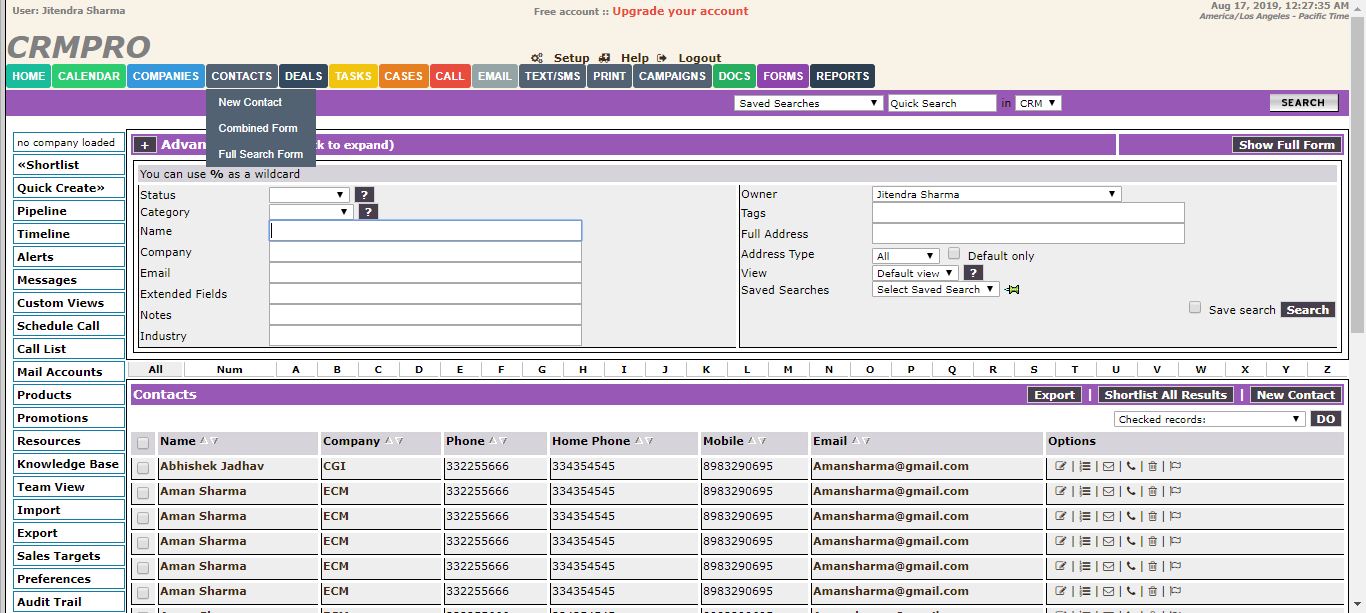 User: Jitendra Sharma
Free account :: Upgrade your account
Aug 17, 2019, 12:27:35 AM
America/Los Angeles - Pacific Time
CRMPRO
Setup Help Logout
HOME CALENDAR COMPANIES CONTACTS DEALS TASKS CASES CALL EMAIL TEXT/SMS PRINT CAMPAIGNS DOCS FORMS REPORTS
New Contact
Combined Form
Full Search Form
Saved Searches Quick Search in CRM SEARCH
no company loaded
«Shortlist
Quick Create»
Pipeline
Timeline
Alerts
Messages
Custom Views
Schedule Call
Call List
Mail Accounts
Products
Promotions
Resources
Knowledge Base
Team View
Import
Export
Sales Targets
Preferences
Audit Trail
+ Advan k to expand) Show Full Form
You can use % as a wildcard
Status ?
Category ?
Name
Company
Email
Extended Fields
Notes
Industry
Owner Jitendra Sharma
Tags
Full Address
Address Type All Default only
View Default view ?
Saved Searches Select Saved Search
Save search Search
All Num A B C D E F G H I J K L M N O P Q R S T U V W X Y Z
Contacts Export | Shortlist All Results | New Contact
Checked records: DO
Name Company Phone Home Phone Mobile Email Options
Abhishek Jadhav CGI 332255666 334354545 8983290695 Amansharma@gmail.com | | | | |
Aman Sharma ECM 332255666 334354545 8983290695 Amansharma@gmail.com | | | | |
Aman Sharma ECM 332255666 334354545 8983290695 Amansharma@gmail.com | | | | |
Aman Sharma ECM 332255666 334354545 8983290695 Amansharma@gmail.com | | | | |
Aman Sharma ECM 332255666 334354545 8983290695 Amansharma@gmail.com | | | | |
Aman Sharma ECM 332255666 334354545 8983290695 Amansharma@gmail.com | | | | |